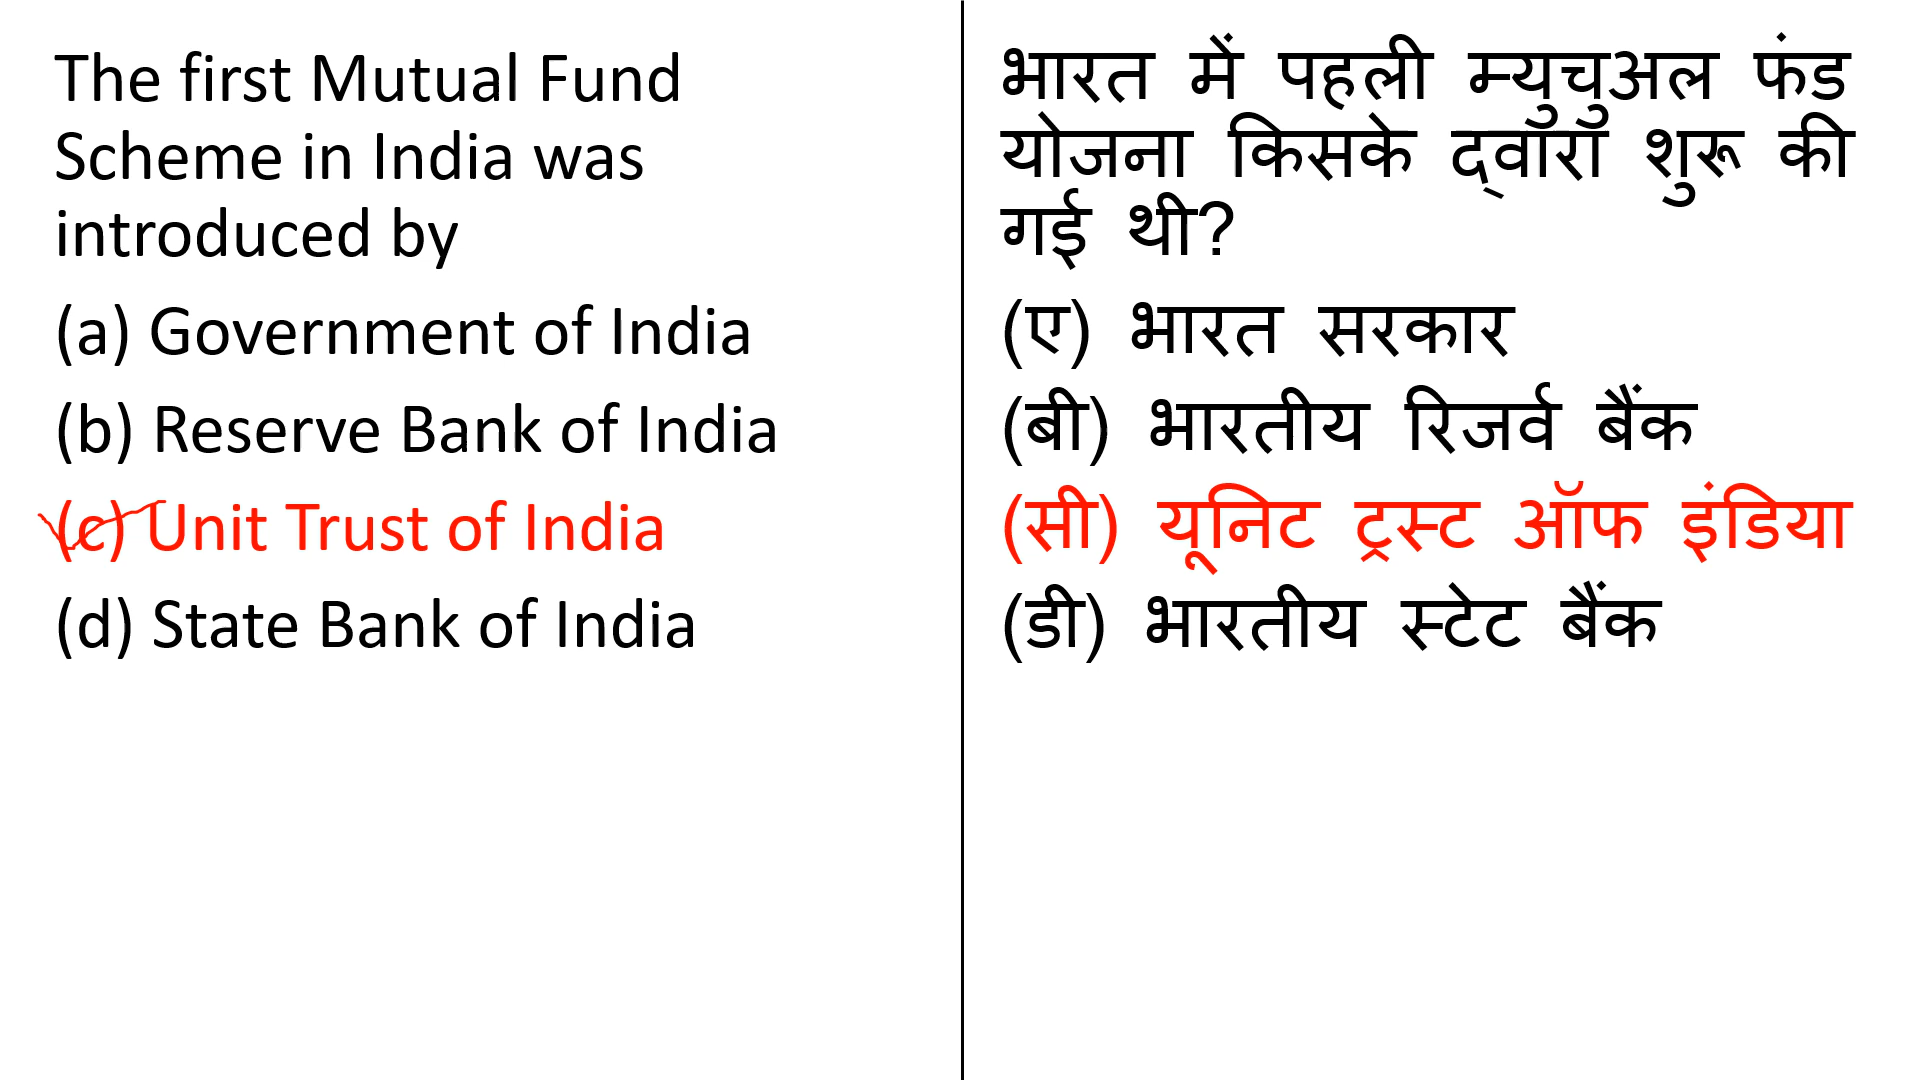 The first Mutual Fund
Scheme in India was
introduced by
(a) Government of India
(b) Reserve Bank of India
(c) Unit Trust of India
(d) State Bank of India
भारत में पहली म्युचुअल फंड
योजना किसके द्वारा शुरू की
गई थी?
(ए) भारत सरकार
(बी) भारतीय रिजर्व बैंक
(सी) यूनिट ट्रस्ट ऑफ इंडिया
(डी) भारतीय स्टेट बैंक